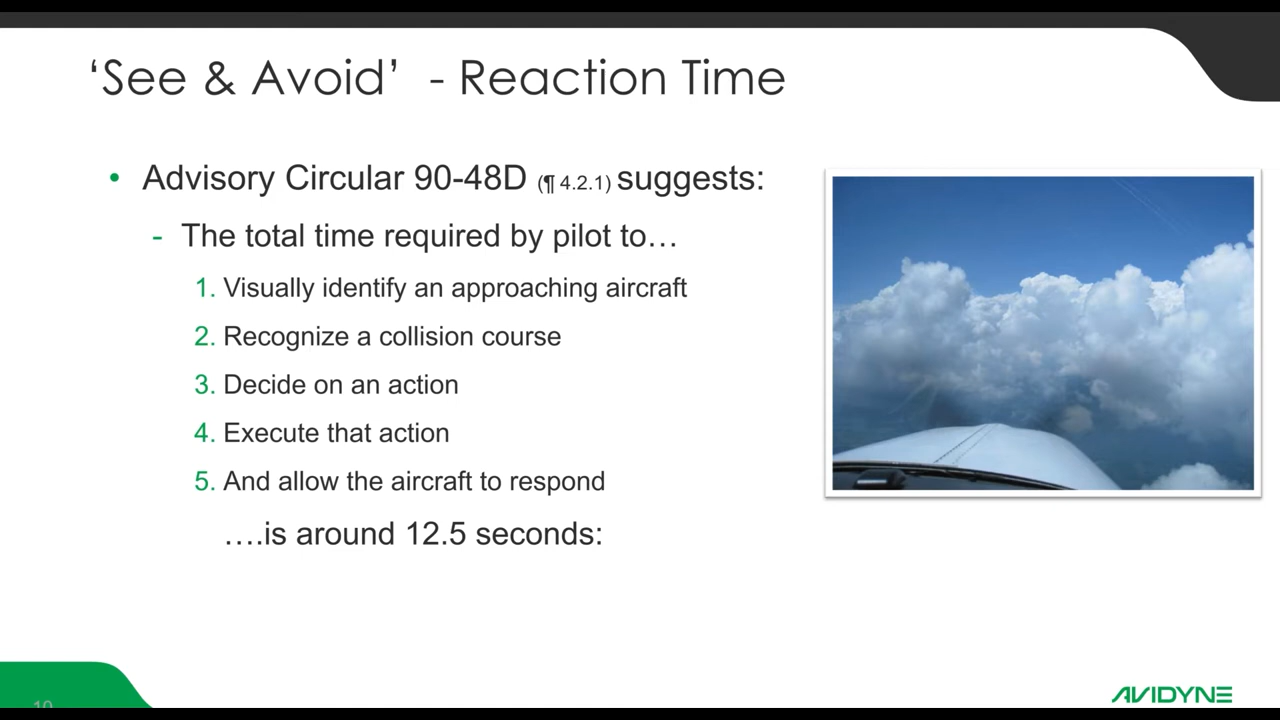 ‘See & Avoid’ - Reaction Time
• Advisory Circular 90-48D (¶ 4.2.1) suggests:
- The total time required by pilot to…
1. Visually identify an approaching aircraft
2. Recognize a collision course
3. Decide on an action
4. Execute that action
5. And allow the aircraft to respond
….is around 12.5 seconds:
AVIDYNE